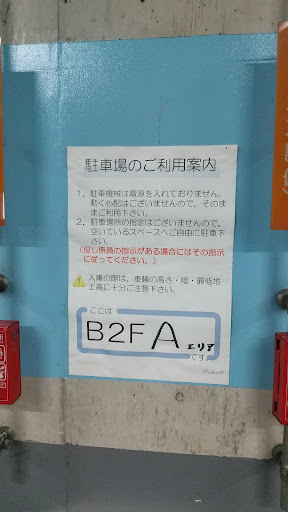 駐車場のご利用案内
1．駐車機械は電源を入れておりません。
動く心配はございませんので、そのまま
まご利用下さい。
2．駐車場所の指定はございませんので、
空いているスペースへご自由に駐車下
さい。
(但し係員の指示がある場合にはその指示
に従ってください。)
入庫の際は、車輌の高さ・幅・最低地
上高に十分ご注意下さい。
ここは
B2F A エリア
です